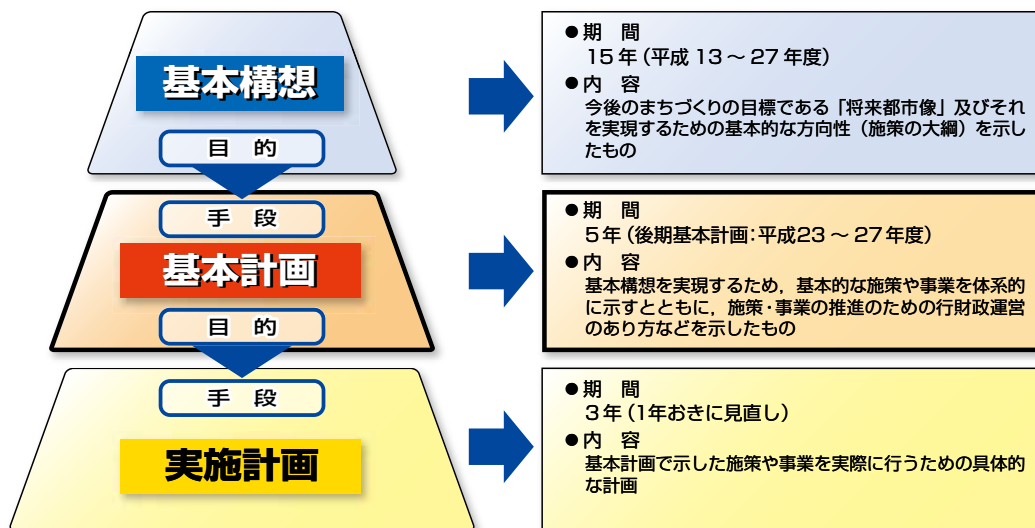 基本構想
目 的
● 期 間
15年(平成 13 ～ 27 年度)
● 内 容
今後のまちづくりの目標である「将来都市像」及びそれ
を実現するための基本的な方向性(施策の大綱)を示し
たもの
手 段
基本計画
目 的
● 期 間
5年(後期基本計画:平成23 ～ 27年度)
● 内 容
基本構想を実現するため，基本的な施策や事業を体系的
に示すとともに，施策・事業の推進のための行財政運営
のあり方などを示したもの
手 段
実施計画
● 期 間
3年(1年おきに見直し)
● 内 容
基本計画で示した施策や事業を実際に行うための具体的
な計画